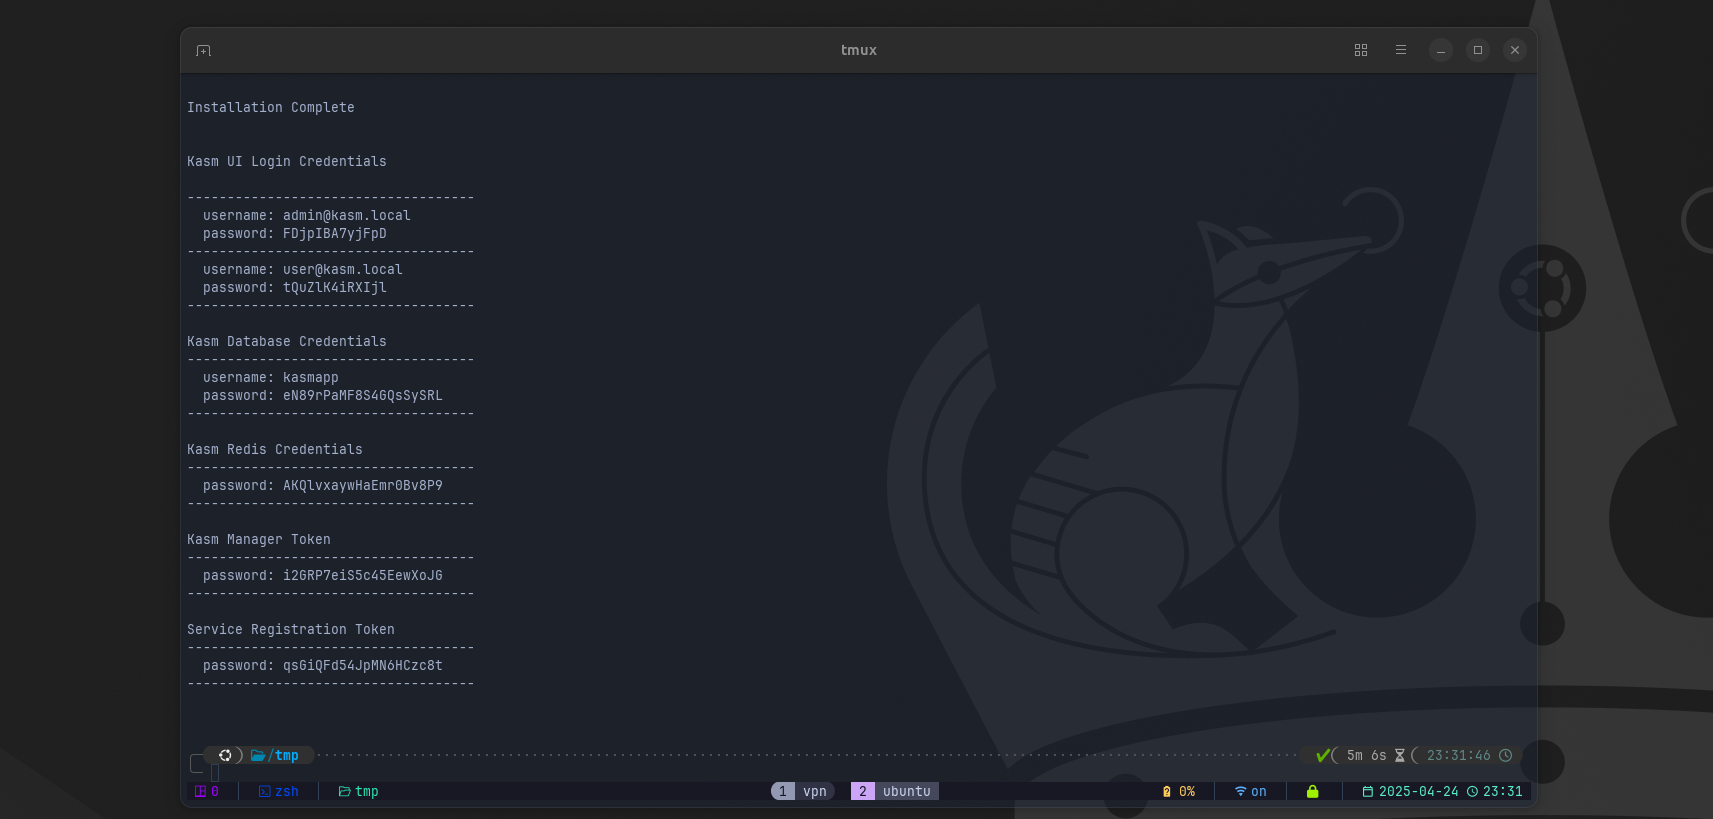 tmux
Installation Complete
Kasm UI Login Credentials
------------------------------------
username: admin@kasm.local
password: FDjpIBA7yjFpD
------------------------------------
username: user@kasm.local
password: tQuZlK4iRXIjl
------------------------------------
Kasm Database Credentials
------------------------------------
username: kasmapp
password: eN89rPaMF8S4GQsSySRL
------------------------------------
Kasm Redis Credentials
------------------------------------
password: AKQlvxaywHaEmr0Bv8P9
------------------------------------
Kasm Manager Token
------------------------------------
password: i2GRP7eiS5c45EewXoJG
------------------------------------
Service Registration Token
------------------------------------
password: qsGiQFd54JpMN6HCzc8t
------------------------------------
/tmp 5m 6s 23:31:46
0 zsh tmp 1 vpn 2 ubuntu 0% on 2025-04-24 23:31